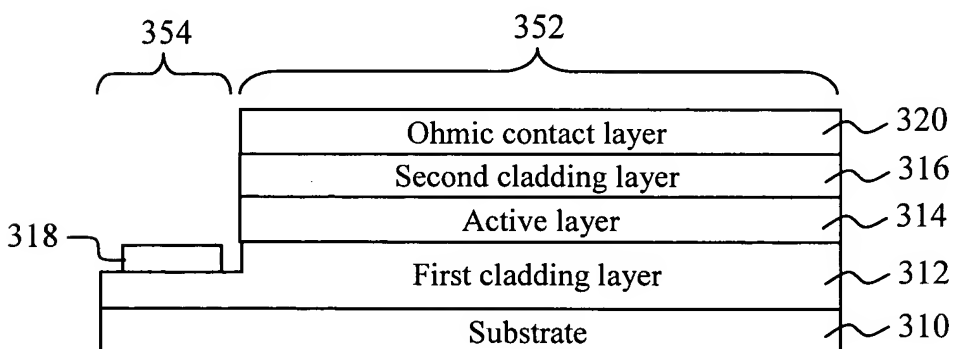 354 352
Ohmic contact layer 320
Second cladding layer 316
Active layer 314
318
First cladding layer 312
Substrate 310